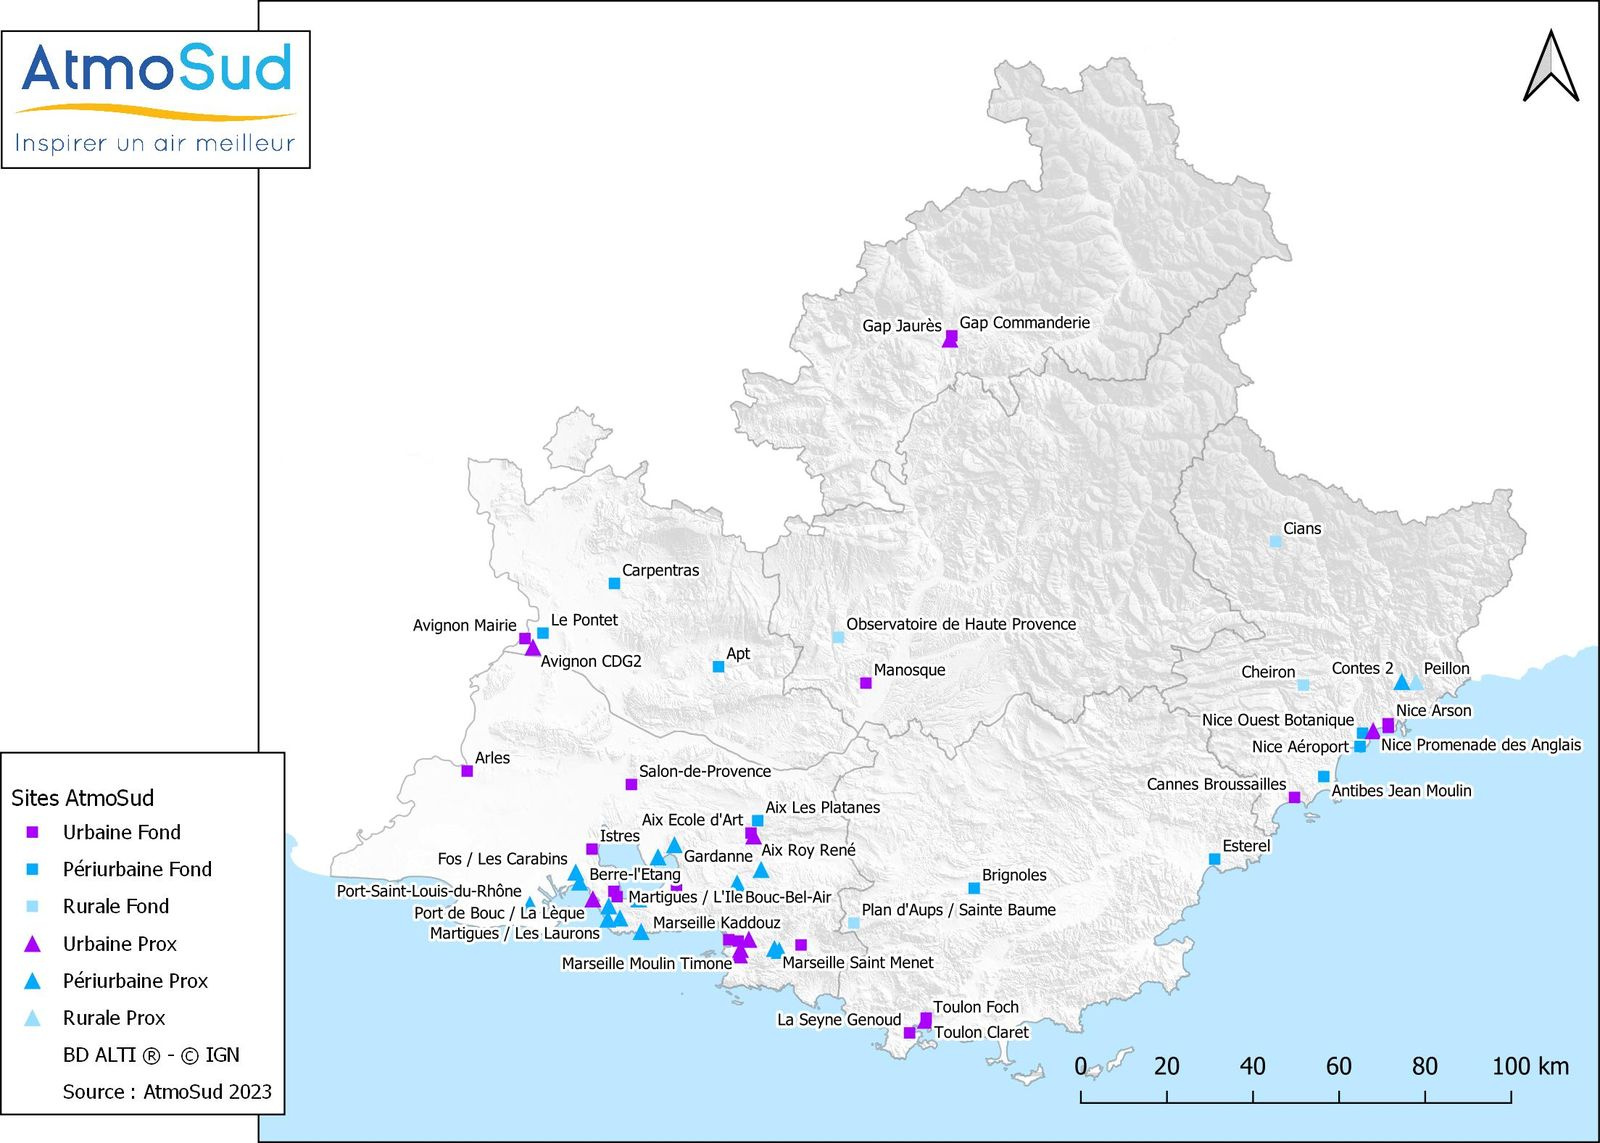 AtmoSud
Inspirer un air meilleur
Gap Jaurès
Gap Commanderie
Cians
Carpentras
Le Pontet
Avignon Mairie
Avignon CDG2
Apt
Observatoire de Haute Provence
Manosque
Cheiron
Contes 2
Peillon
Nice Arson
Nice Ouest Botanique
Nice Aéroport
Nice Promenade des Anglais
Cannes Broussailles
Antibes Jean Moulin
Arles
Salon-de-Provence
Aix Les Platanes
Aix Ecole d'Art
Istres
Aix Roy René
Gardanne
Esterel
Fos / Les Carabins
Berre-l'Etang
Brignoles
Port-Saint-Louis-du-Rhône
Martigues / L'Ile
Bouc-Bel-Air
Port de Bouc / La Lèque
Plan d'Aups / Sainte Baume
Martigues / Les Laurons
Marseille Kaddouz
Marseille Moulin Timone
Marseille Saint Menet
Toulon Foch
La Seyne Genoud
Toulon Claret
Sites AtmoSud
Urbaine Fond
Périurbaine Fond
Rurale Fond
Urbaine Prox
Périurbaine Prox
Rurale Prox
BD ALTI ® - © IGN
Source : AtmoSud 2023
0 20 40 60 80 100 km